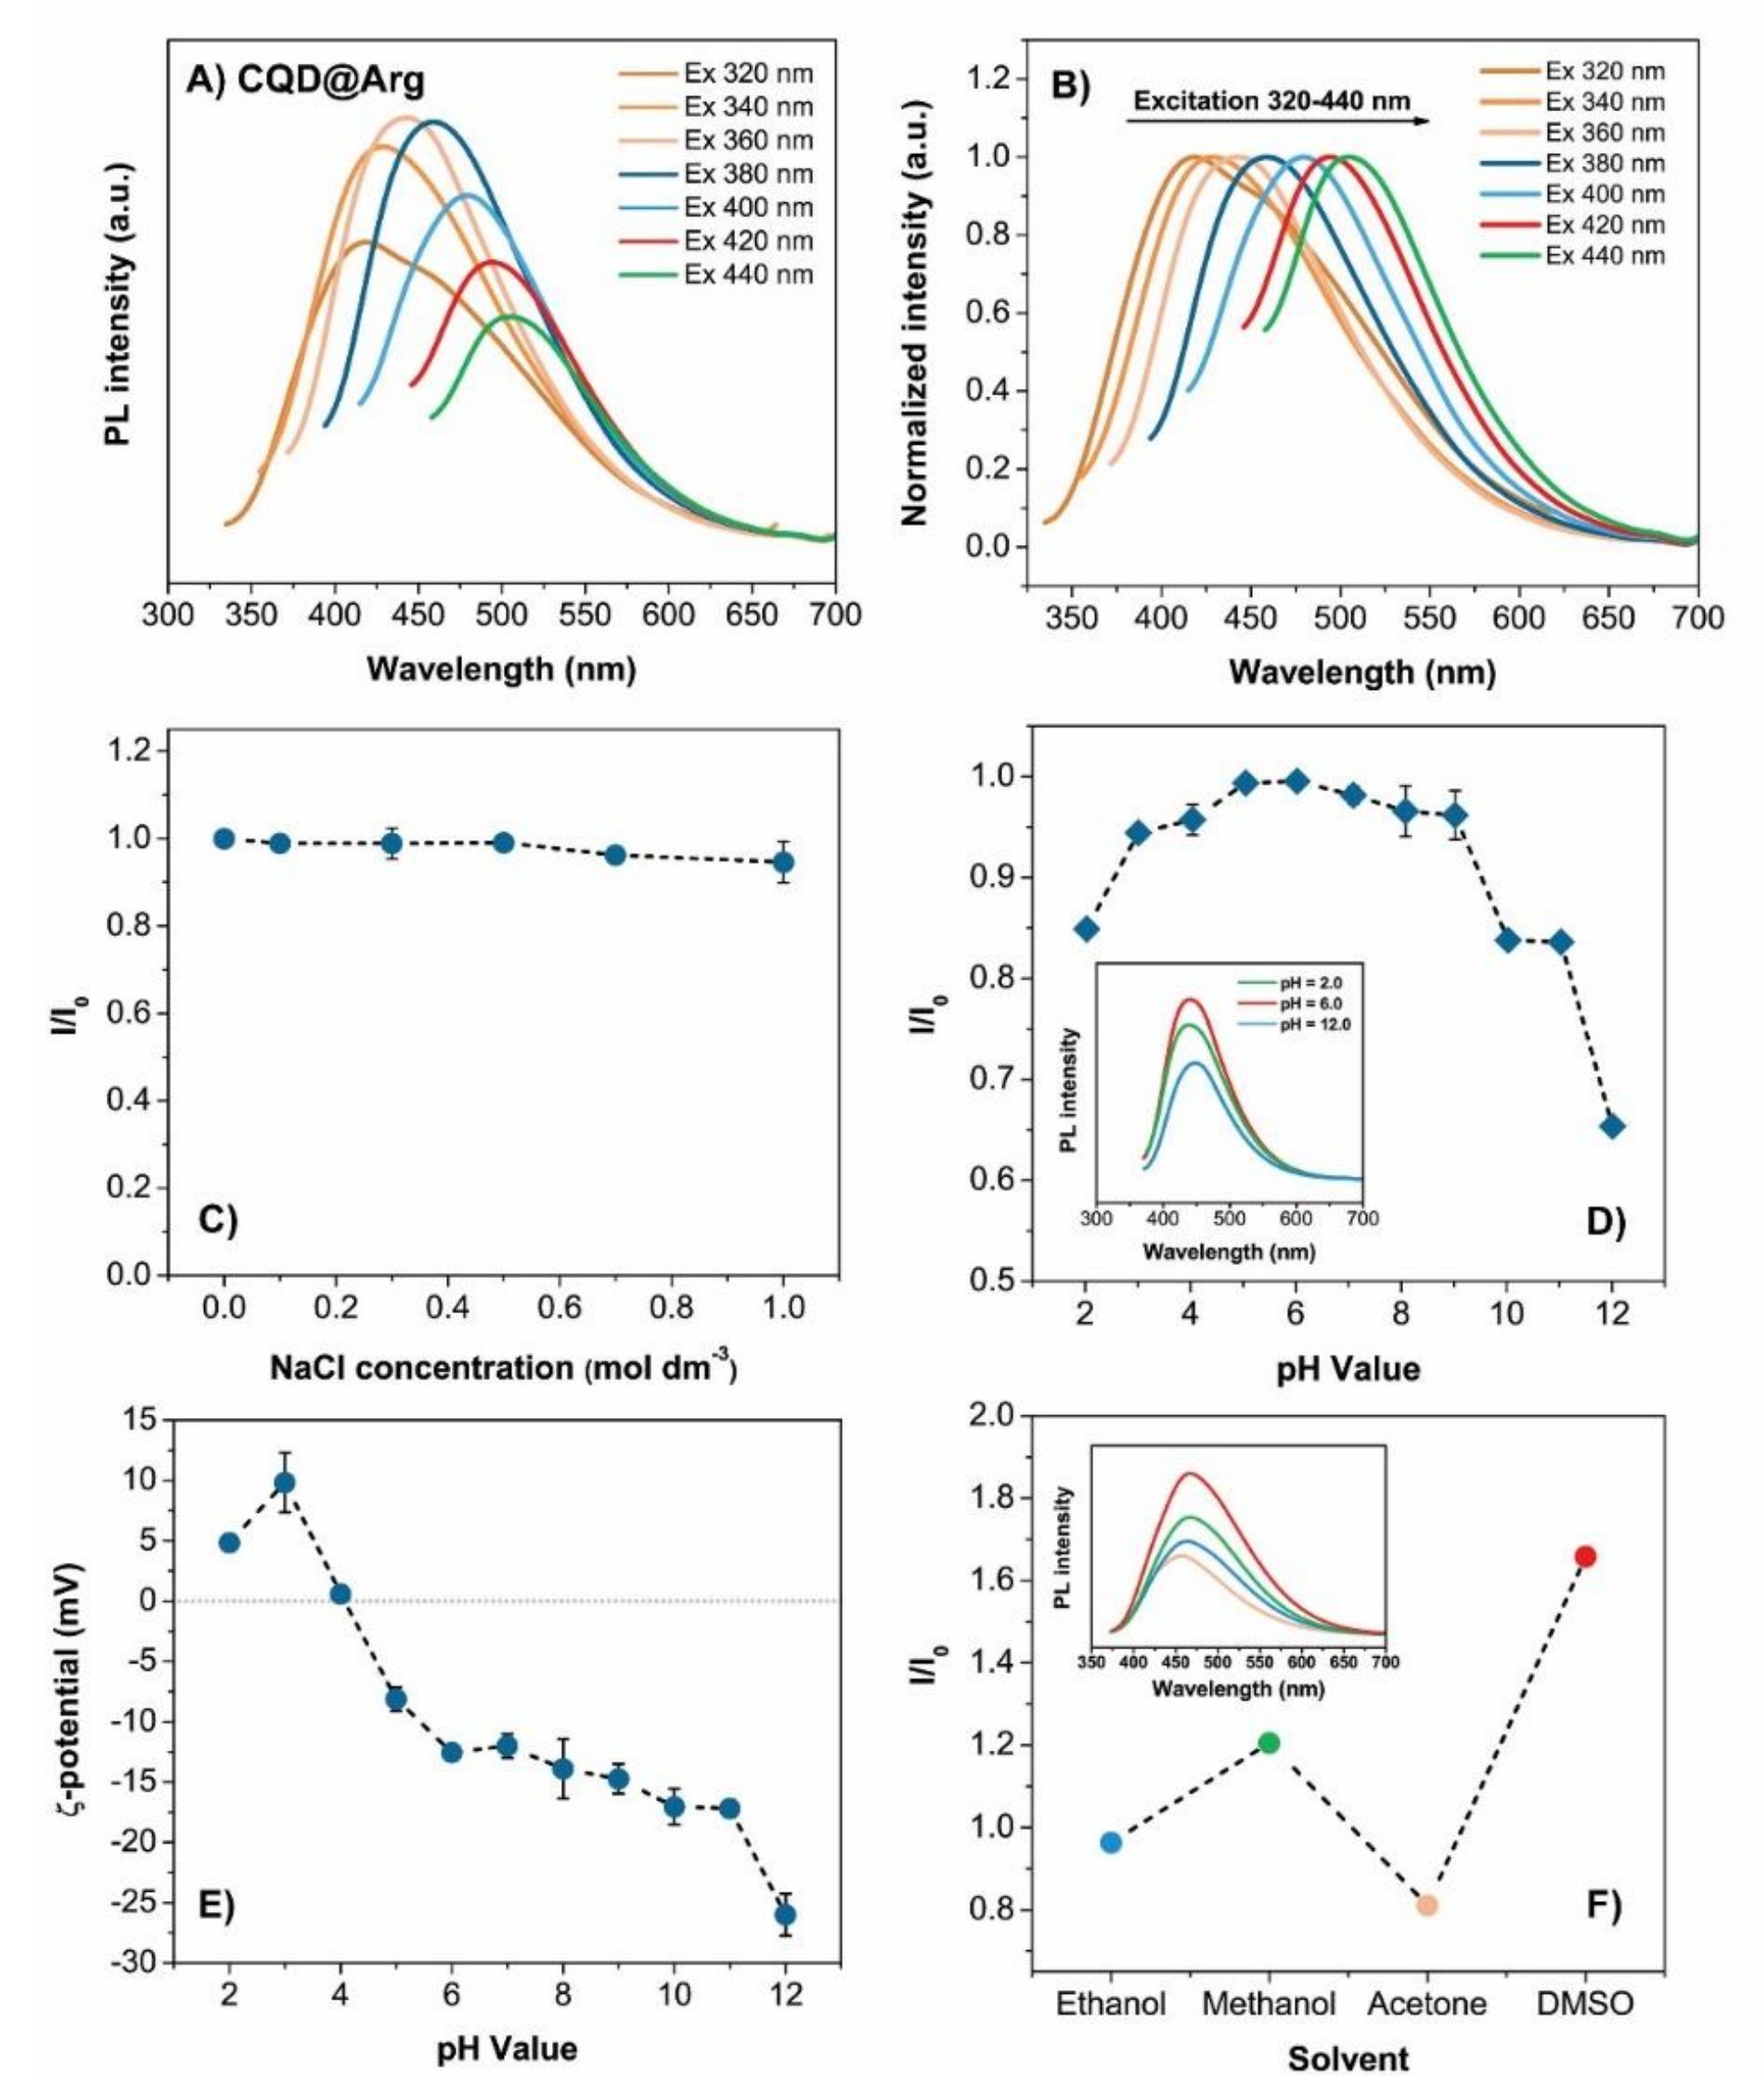 A) CQD@Arg
Ex 320 nm
Ex 340 nm
Ex 360 nm
Ex 380 nm
Ex 400 nm
Ex 420 nm
Ex 440 nm
PL intensity (a.u.)
300 350 400 450 500 550 600 650 700
Wavelength (nm)
B)
Excitation 320-440 nm
Ex 320 nm
Ex 340 nm
Ex 360 nm
Ex 380 nm
Ex 400 nm
Ex 420 nm
Ex 440 nm
Normalized intensity (a.u.)
1.2
1.0
0.8
0.6
0.4
0.2
0.0
350 400 450 500 550 600 650 700
Wavelength (nm)
1.2
1.0
0.8
0.6
0.4
0.2
0.0
I/I₀
C)
0.0 0.2 0.4 0.6 0.8 1.0
NaCl concentration (mol dm⁻³)
1.0
0.9
0.8
0.7
0.6
0.5
I/I₀
pH = 2.0
pH = 6.0
pH = 12.0
PL intensity
300 400 500 600 700
Wavelength (nm)
D)
2 4 6 8 10 12
pH Value
15
10
5
0
-5
-10
-15
-20
-25
-30
ζ-potential (mV)
E)
2 4 6 8 10 12
pH Value
2.0
1.8
1.6
1.4
1.2
1.0
0.8
I/I₀
PL intensity
350 400 450 500 550 600 650 700
Wavelength (nm)
F)
Ethanol Methanol Acetone DMSO
Solvent